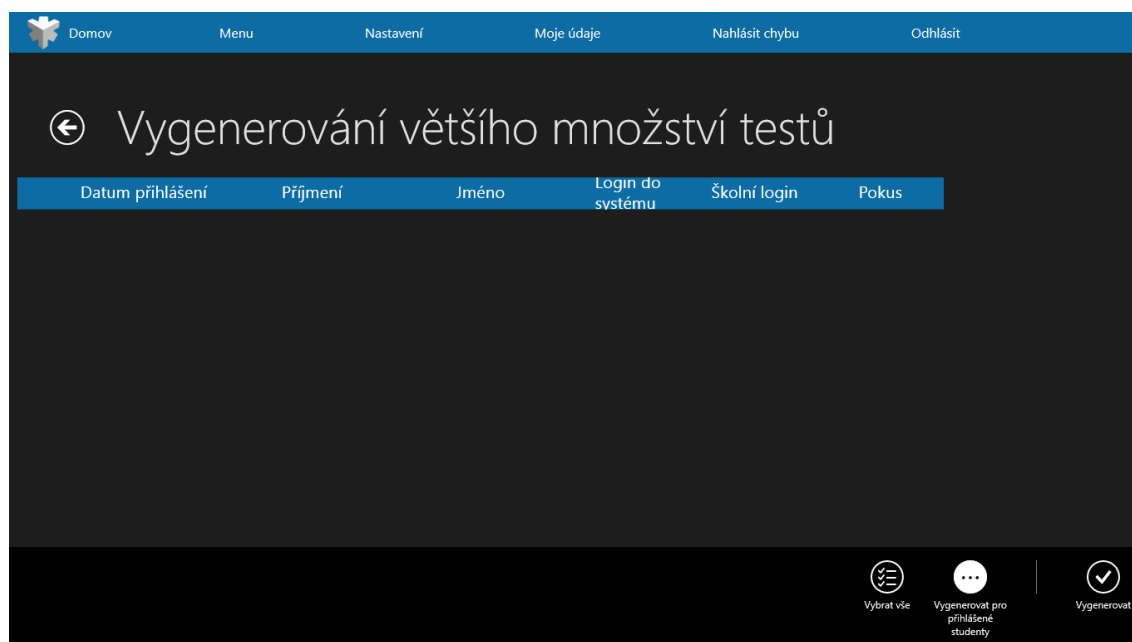 Domov Menu Nastavení Moje údaje Nahlásit chybu Odhlásit
Vygenerování většího množství testů
Datum přihlášení Příjmení Jméno Login do systému Školní login Pokus
Vybrat vše
Vygenerovat pro
přihlášené
studenty
Vygenerovat